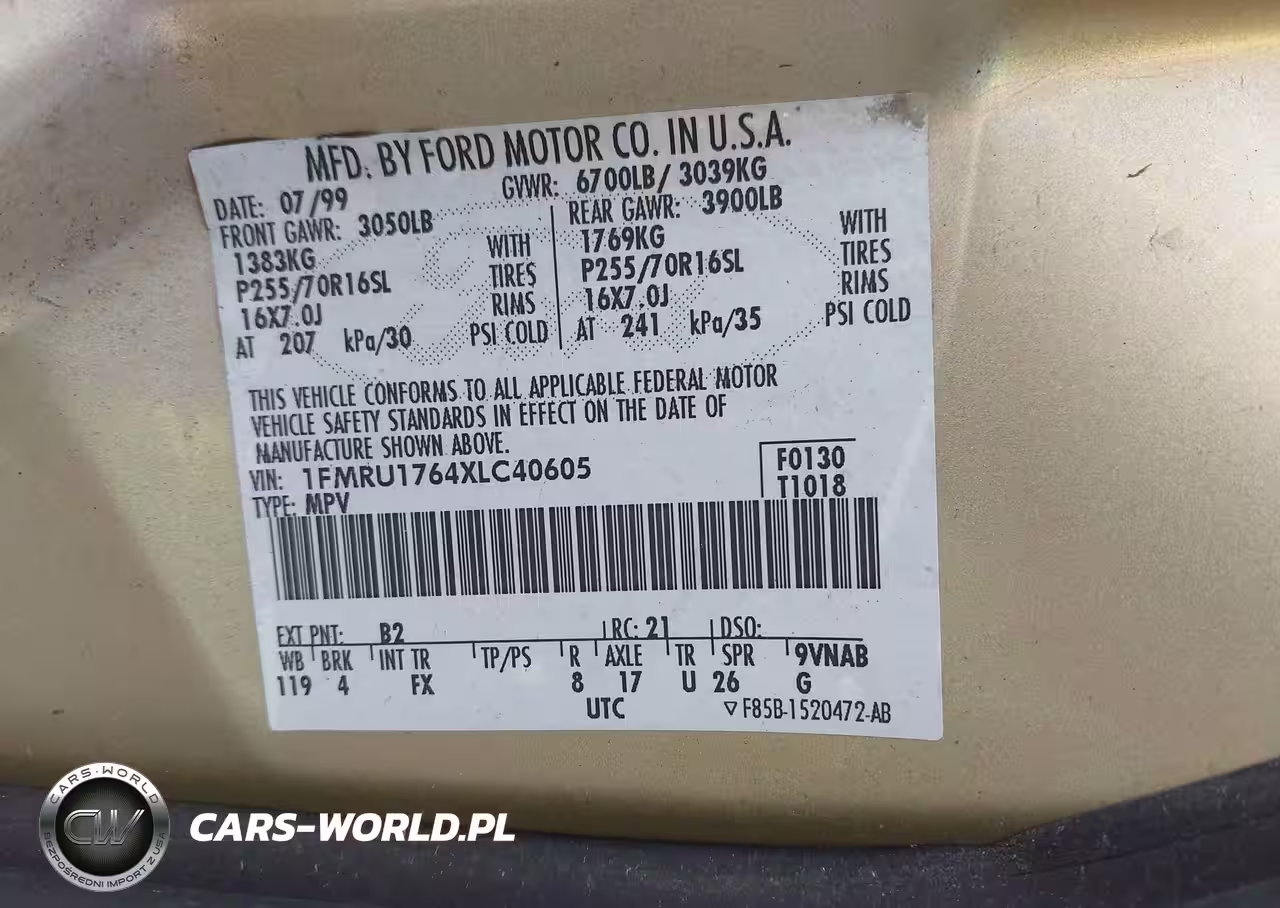 MFD. BY FORD MOTOR CO. IN U.S.A.
DATE: 07/99 GVWR: 6700LB/ 3039KG
FRONT GAWR: 3050LB REAR GAWR: 3900LB
1383KG WITH 1769KG WITH
P255/70R16SL TIRES P255/70R16SL TIRES
16X7.0J RIMS 16X7.0J RIMS
AT 207 kPa/30 PSI COLD AT 241 kPa/35 PSI COLD
THIS VEHICLE CONFORMS TO ALL APPLICABLE FEDERAL MOTOR
VEHICLE SAFETY STANDARDS IN EFFECT ON THE DATE OF
MANUFACTURE SHOWN ABOVE.
VIN: 1FMRU1764XLC40605 F0130
TYPE: MPV T1018
EXT PNT: B2 RC: 21 DSO:
WB BRK INT TR TP/PS R AXLE TR SPR 9VNAB
119 4 FX 8 17 U 26 G
UTC ▽ F85B-1520472-AB
CARS-WORLD
CW
BEZPOŚREDNI IMPORT Z USA
CARS-WORLD.PL